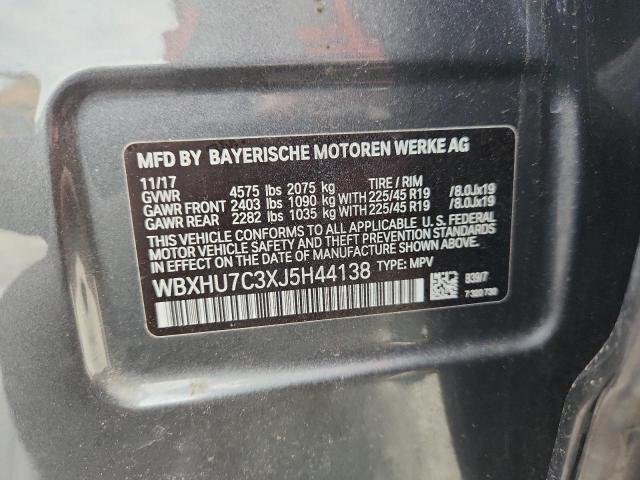 MFD BY BAYERISCHE MOTOREN WERKE AG
11/17
GVWR 4575 lbs 2075 kg TIRE / RIM
GAWR FRONT 2403 lbs 1090 kg WITH 225/45 R19 /8.0Jx19
GAWR REAR 2282 lbs 1035 kg WITH 225/45 R19 /8.0Jx19
THIS VEHICLE CONFORMS TO ALL APPLICABLE U.S. FEDERAL
MOTOR VEHICLE SAFETY AND THEFT PREVENTION STANDARDS
IN EFFECT ON THE DATE OF MANUFACTURE SHOWN ABOVE.
WBXHU7C3XJ5H44138 TYPE: MPV
B39/7
7 320 730